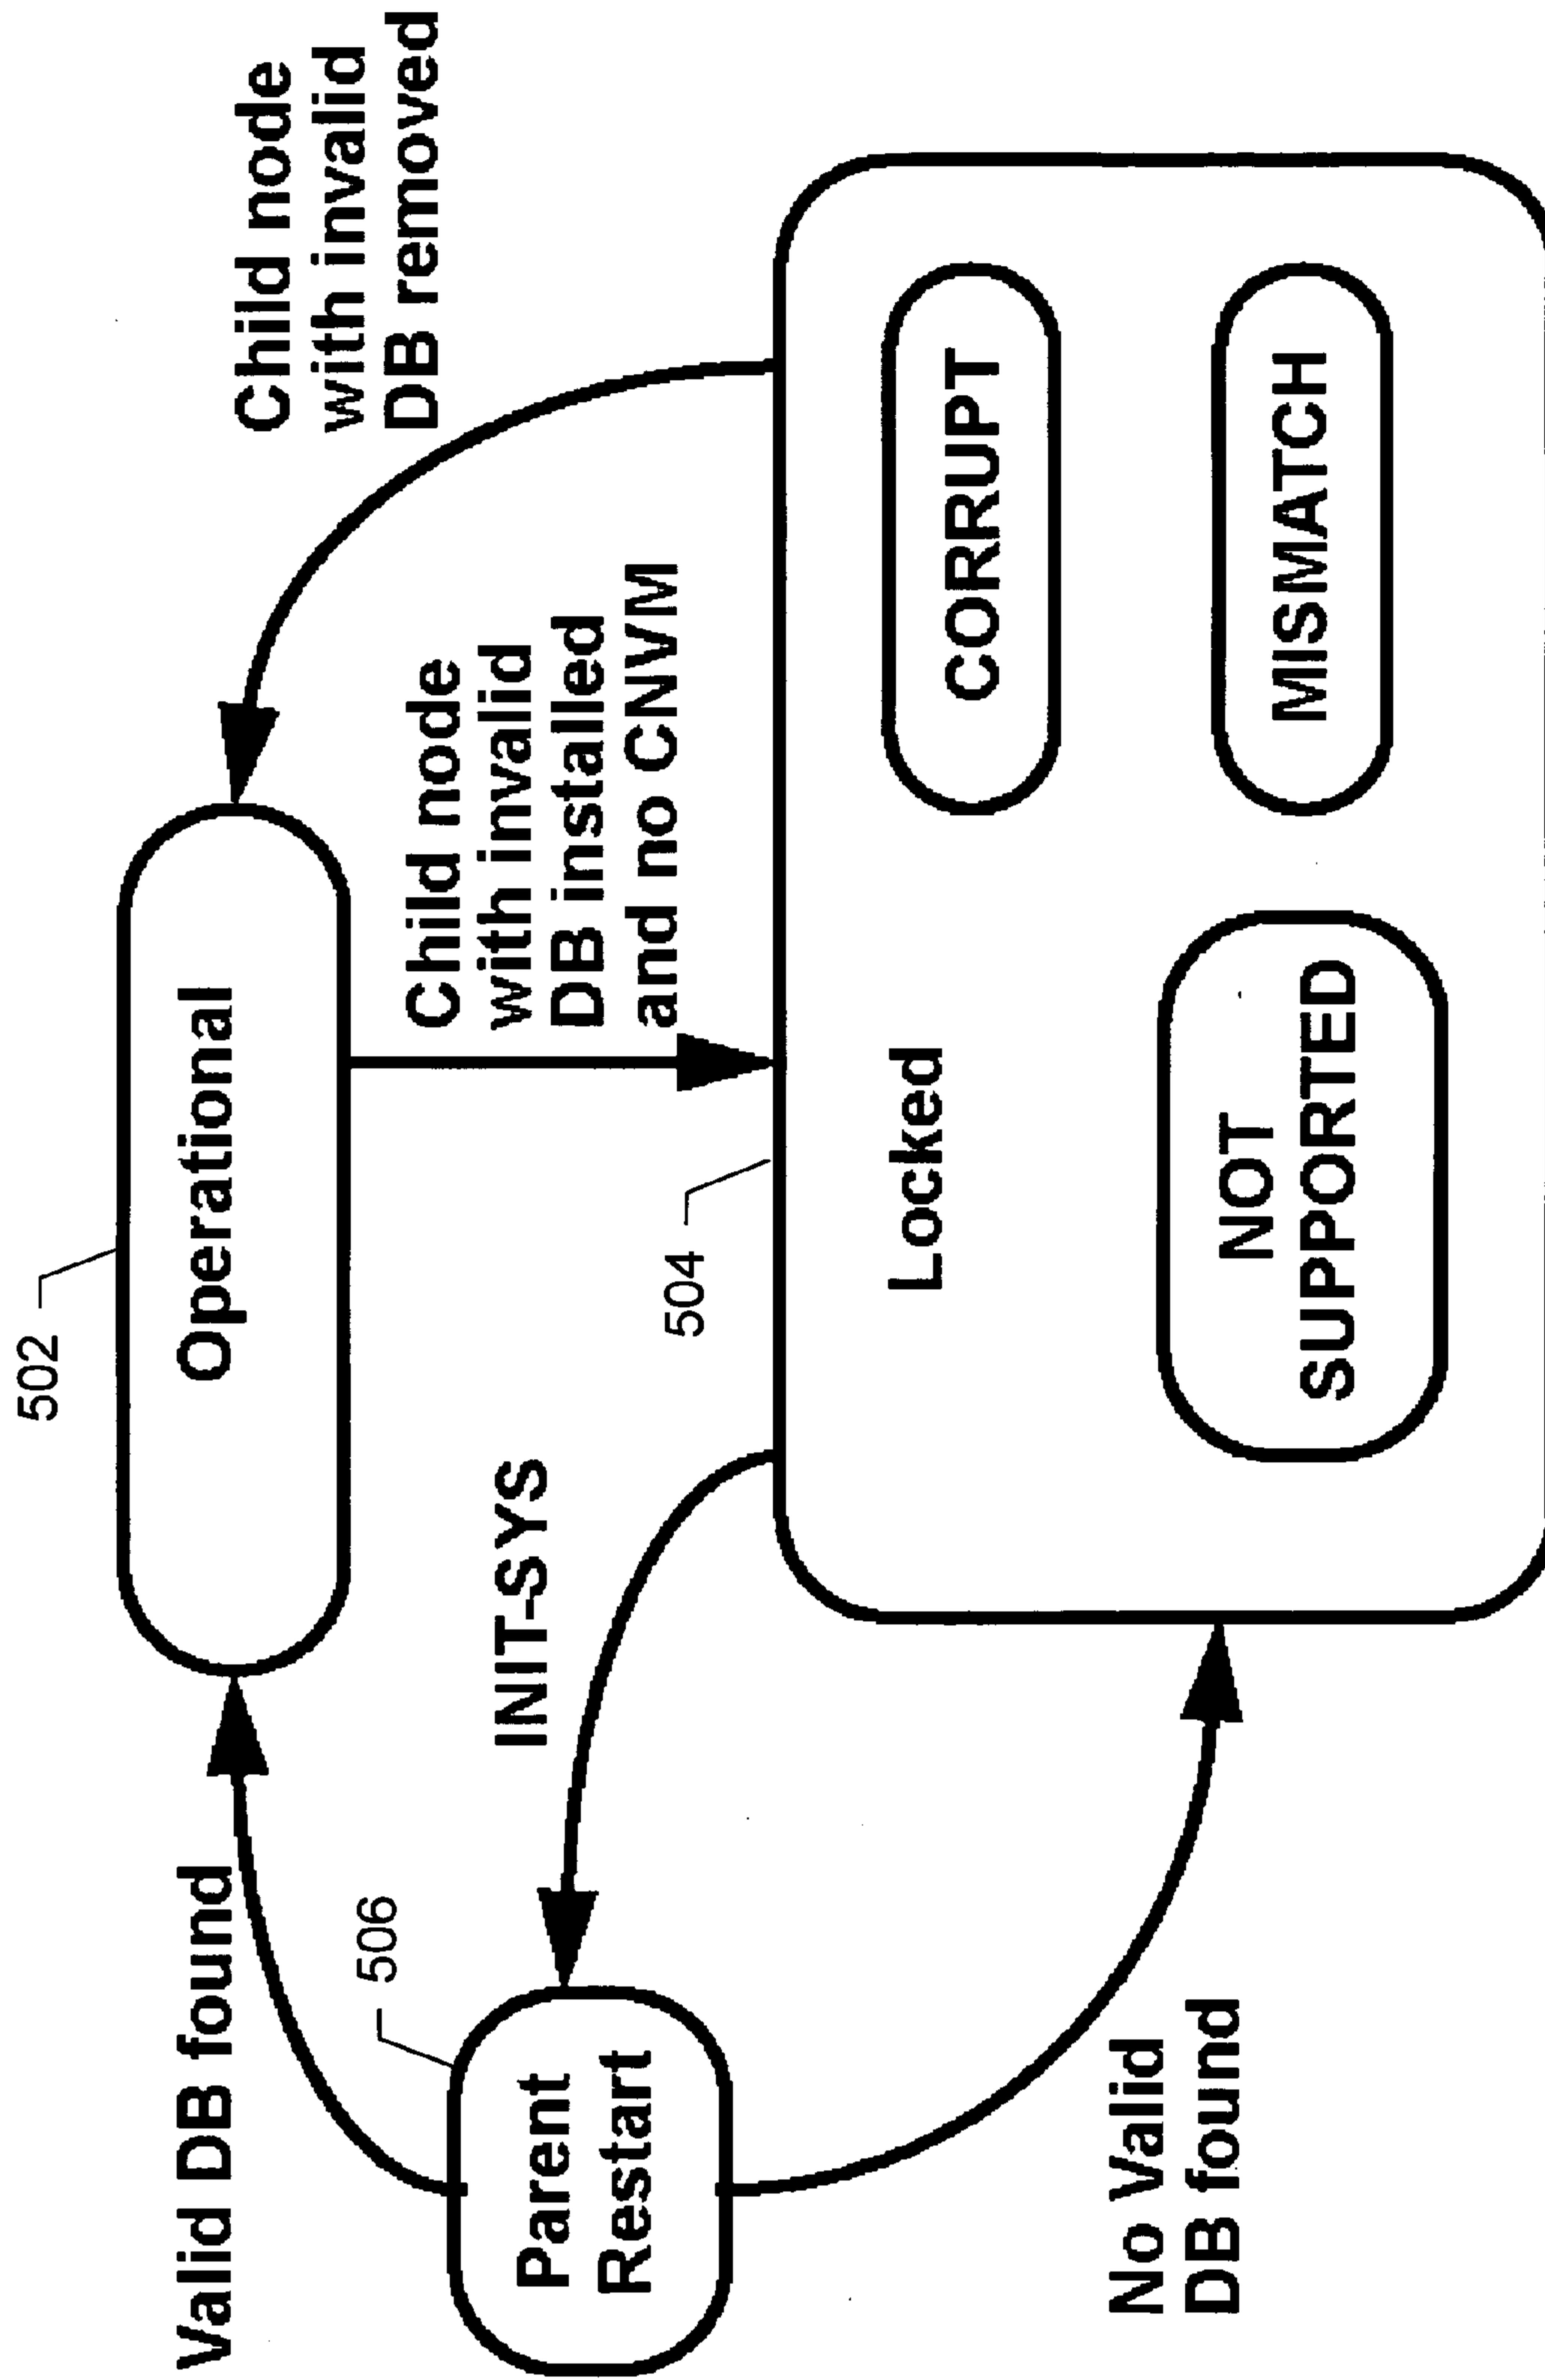 Valid DB found
502
Operational
Child node
with invalid
DB removed
506
Parent
Restart
INIT-SYS
504
Child node
with invalid
DB installed
and no CNVM
No Valid
DB found
Locked
CORRUPT
NOT
SUPPORTED
MISMATCH